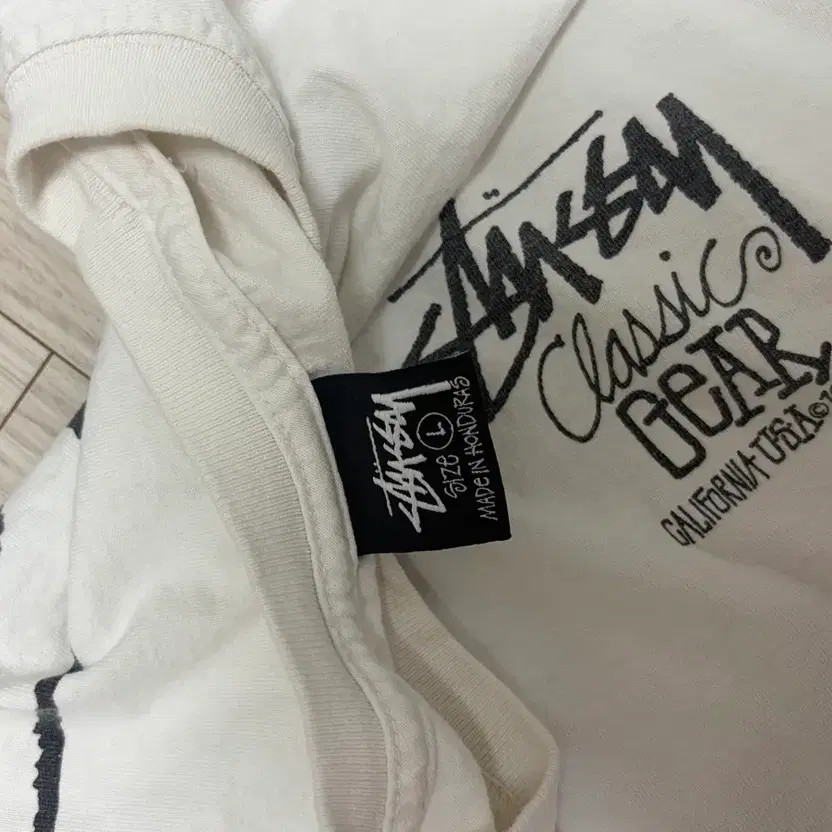 STÜSSY
Classic
GEAR
CALIFORNIA USA©
STÜSSY
SIZE L
MADE IN HONDURAS